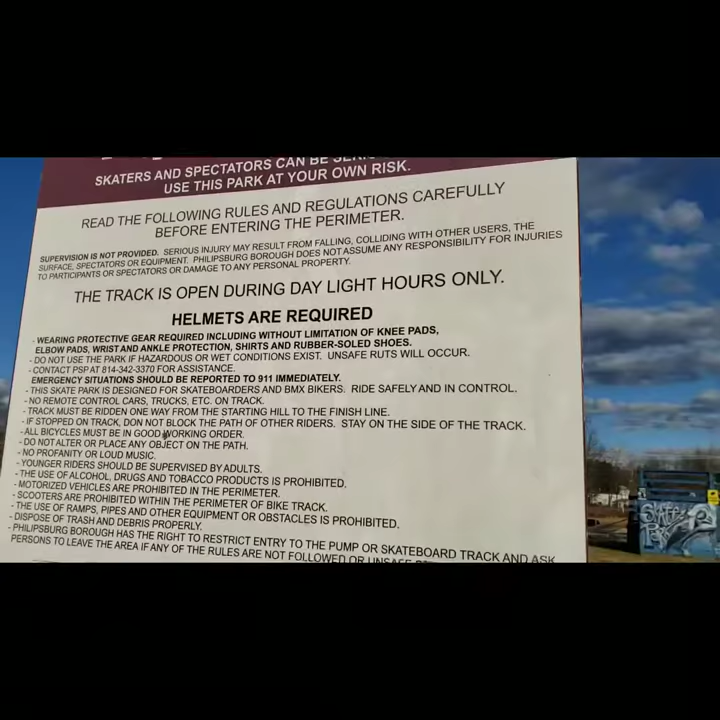 SKATERS AND SPECTATORS CAN BE
USE THIS PARK AT YOUR OWN RISK.
READ THE FOLLOWING RULES AND REGULATIONS CAREFULLY
BEFORE ENTERING THE PERIMETER.
SUPERVISION IS NOT PROVIDED. SERIOUS INJURY MAY RESULT FROM FALLING, COLLIDING WITH OTHER USERS, THE
SURFACE, SPECTATORS OR EQUIPMENT. PHILIPSBURG BOROUGH DOES NOT ASSUME ANY RESPONSIBILITY FOR INJURIES
TO PARTICIPANTS OR SPECTATORS OR DAMAGE TO ANY PERSONAL PROPERTY.
THE TRACK IS OPEN DURING DAY LIGHT HOURS ONLY.
HELMETS ARE REQUIRED
- WEARING PROTECTIVE GEAR REQUIRED INCLUDING WITHOUT LIMITATION OF KNEE PADS,
ELBOW PADS, WRIST AND ANKLE PROTECTION, SHIRTS AND RUBBER-SOLED SHOES.
- DO NOT USE THE PARK IF HAZARDOUS OR WET CONDITIONS EXIST. UNSAFE RUTS WILL OCCUR.
- CONTACT PSP AT 814-342-3370 FOR ASSISTANCE.
EMERGENCY SITUATIONS SHOULD BE REPORTED TO 911 IMMEDIATELY.
- THIS SKATE PARK IS DESIGNED FOR SKATEBOARDERS AND BMX BIKERS. RIDE SAFELY AND IN CONTROL.
- NO REMOTE CONTROL CARS, TRUCKS, ETC. ON TRACK.
- TRACK MUST BE RIDDEN ONE WAY FROM THE STARTING HILL TO THE FINISH LINE.
- IF STOPPED ON TRACK, DON NOT BLOCK THE PATH OF OTHER RIDERS. STAY ON THE SIDE OF THE TRACK.
- ALL BICYCLES MUST BE IN GOOD WORKING ORDER.
- DO NOT ALTER OR PLACE ANY OBJECT ON THE PATH.
- NO PROFANITY OR LOUD MUSIC.
- YOUNGER RIDERS SHOULD BE SUPERVISED BY ADULTS.
- THE USE OF ALCOHOL, DRUGS AND TOBACCO PRODUCTS IS PROHIBITED.
- MOTORIZED VEHICLES ARE PROHIBITED IN THE PERIMETER.
- SCOOTERS ARE PROHIBITED WITHIN THE PERIMETER OF BIKE TRACK.
- THE USE OF RAMPS, PIPES AND OTHER EQUIPMENT OR OBSTACLES IS PROHIBITED.
- DISPOSE OF TRASH AND DEBRIS PROPERLY.
- PHILIPSBURG BOROUGH HAS THE RIGHT TO RESTRICT ENTRY TO THE PUMP OR SKATEBOARD TRACK AND ASK
PERSONS TO LEAVE THE AREA IF ANY OF THE RULES ARE NOT FOLLOWED OR
SKATE